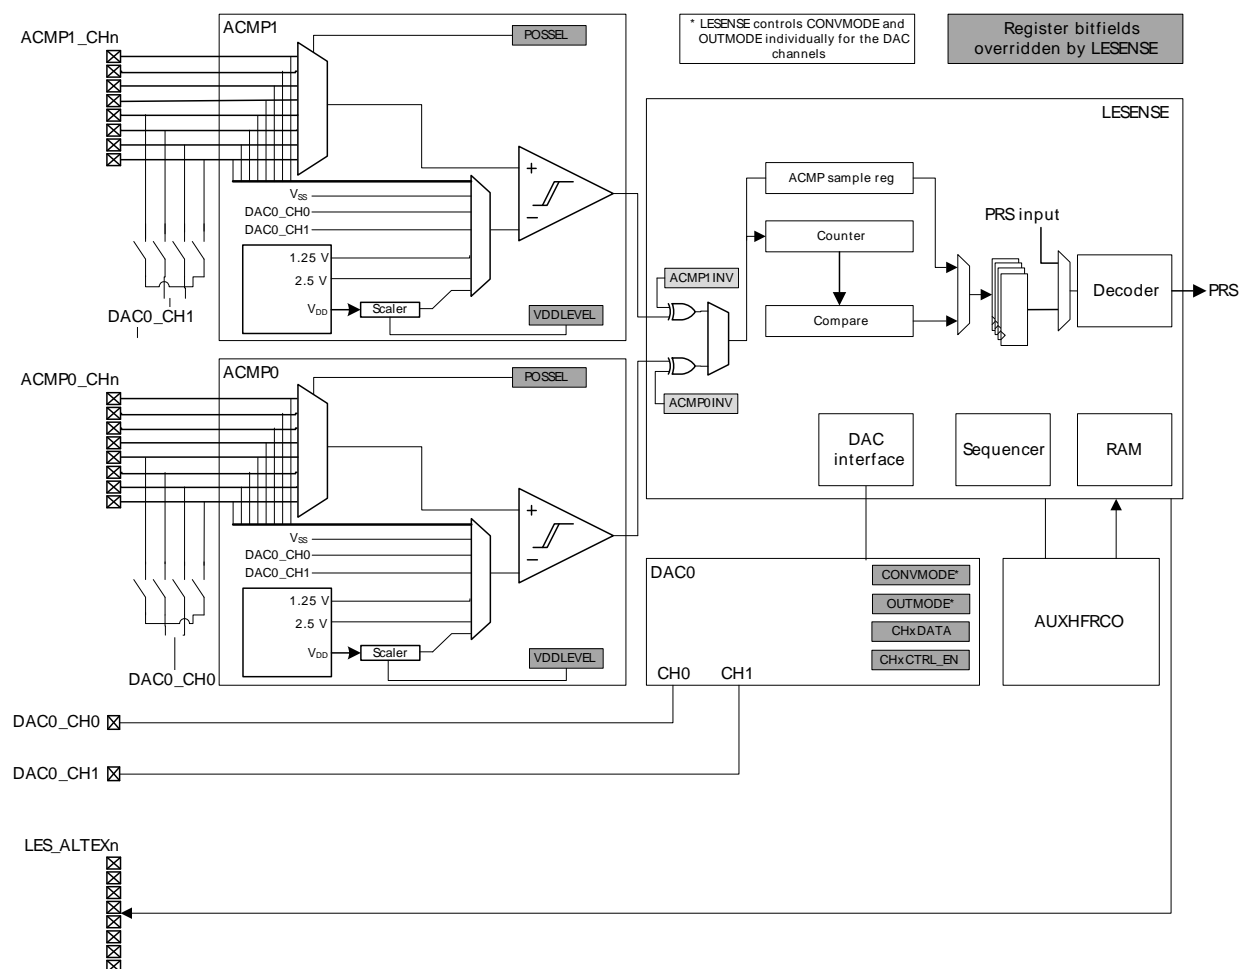 ACMP1_CHn
ACMP1
POSSEL
* LESENSE controls CONVMODE and
OUTMODE individually for the DAC
channels
Register bitfields
overridden by LESENSE
LESENSE
+
−
VSS
DAC0_CH0
DAC0_CH1
1.25 V
2.5 V
VDD
Scaler
VDDLEVEL
DAC0_CH1
ACMP sample reg
Counter
Compare
PRS input
Decoder
PRS
ACMP1INV
ACMP0INV
ACMP0_CHn
ACMP0
POSSEL
+
−
VSS
DAC0_CH0
DAC0_CH1
1.25 V
2.5 V
VDD
Scaler
VDDLEVEL
DAC0_CH0
DAC
interface
Sequencer
RAM
DAC0
CONVMODE*
OUTMODE*
CHxDATA
CHxCTRL_EN
CH0
CH1
AUXHFRCO
DAC0_CH0
DAC0_CH1
LES_ALTEXn